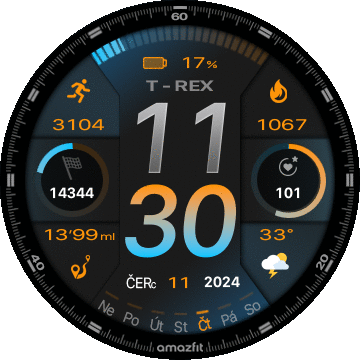 60
17%
T-REX
3104
11
1067
14344
30
101
13'99 ml
33°
ČERc 11 2024
40
20
Ne Po Út St Čt Pá So
amazfit